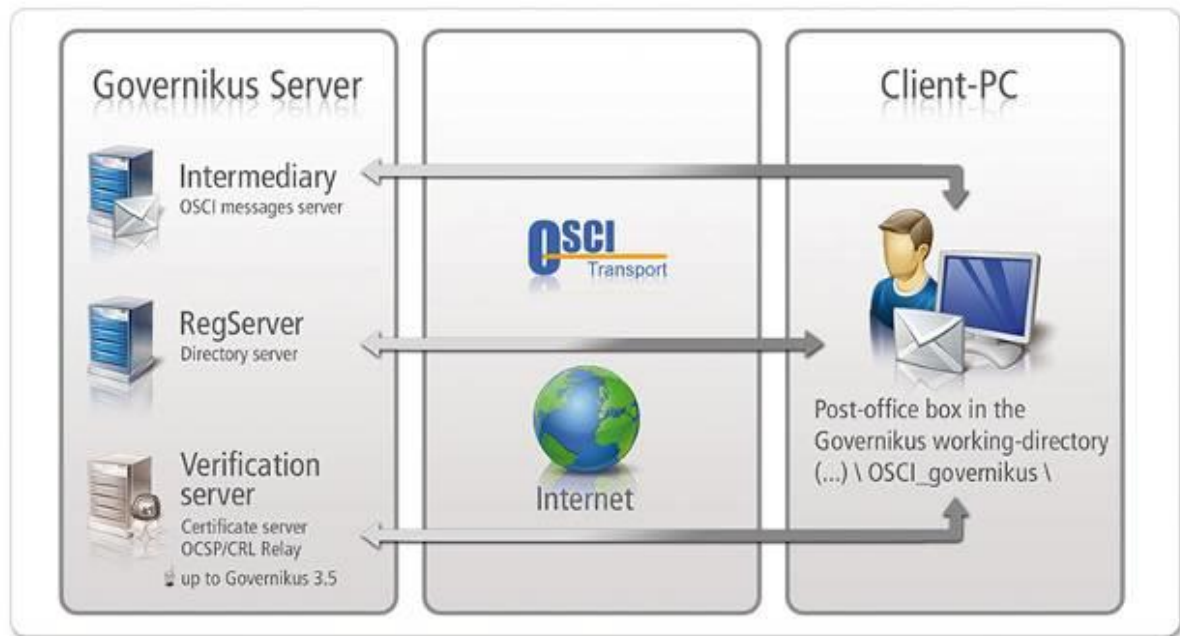 Governikus Server
Intermediary
OSCI messages server
RegServer
Directory server
Verification
server
Certificate server
OCSP/CRL Relay
up to Governikus 3.5
OSCI
Transport
Internet
Client-PC
Post-office box in the
Governikus working-directory
(...) \ OSCI_governikus \